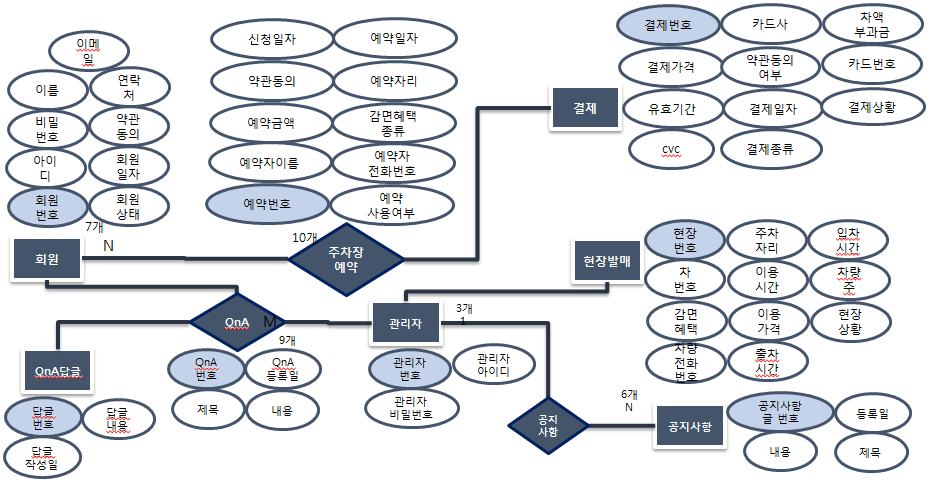 이메
일
이름
연락
처
비밀
번호
약관
동의
아이
디
회원
일자
회원
번호
회원
상태
신청일자
예약일자
약관동의
예약자리
예약금액
감면혜택
종류
예약자이름
예약자
전화번호
예약번호
예약
사용여부
결제번호
카드사
차액
부과금
결제가격
약관동의
여부
카드번호
유효기간
결제일자
결제상황
cvc
결제종류
결제
7개
N
10개
회원
주차장
예약
현장발매
현장
번호
주차
자리
입차
시간
차
번호
이용
시간
차량
주
감면
혜택
이용
가격
현장
상황
차량
전화
번호
출차
시간
QnA
M
관리자
3개
1
9개
QnA답글
QnA
번호
QnA
등록일
제목
내용
관리자
번호
관리자
아이디
관리자
비밀번호
답글
번호
답글
내용
답글
작성일
공지
사항
6개
N
공지사항
공지사항
글 번호
등록일
내용
제목